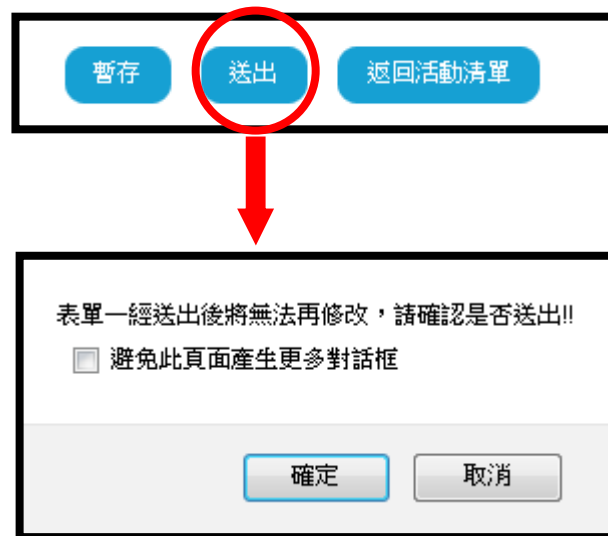 暫存 送出 返回活動清單
表單一經送出後將無法再修改，請確認是否送出!!
避免此頁面產生更多對話框
確定 取消